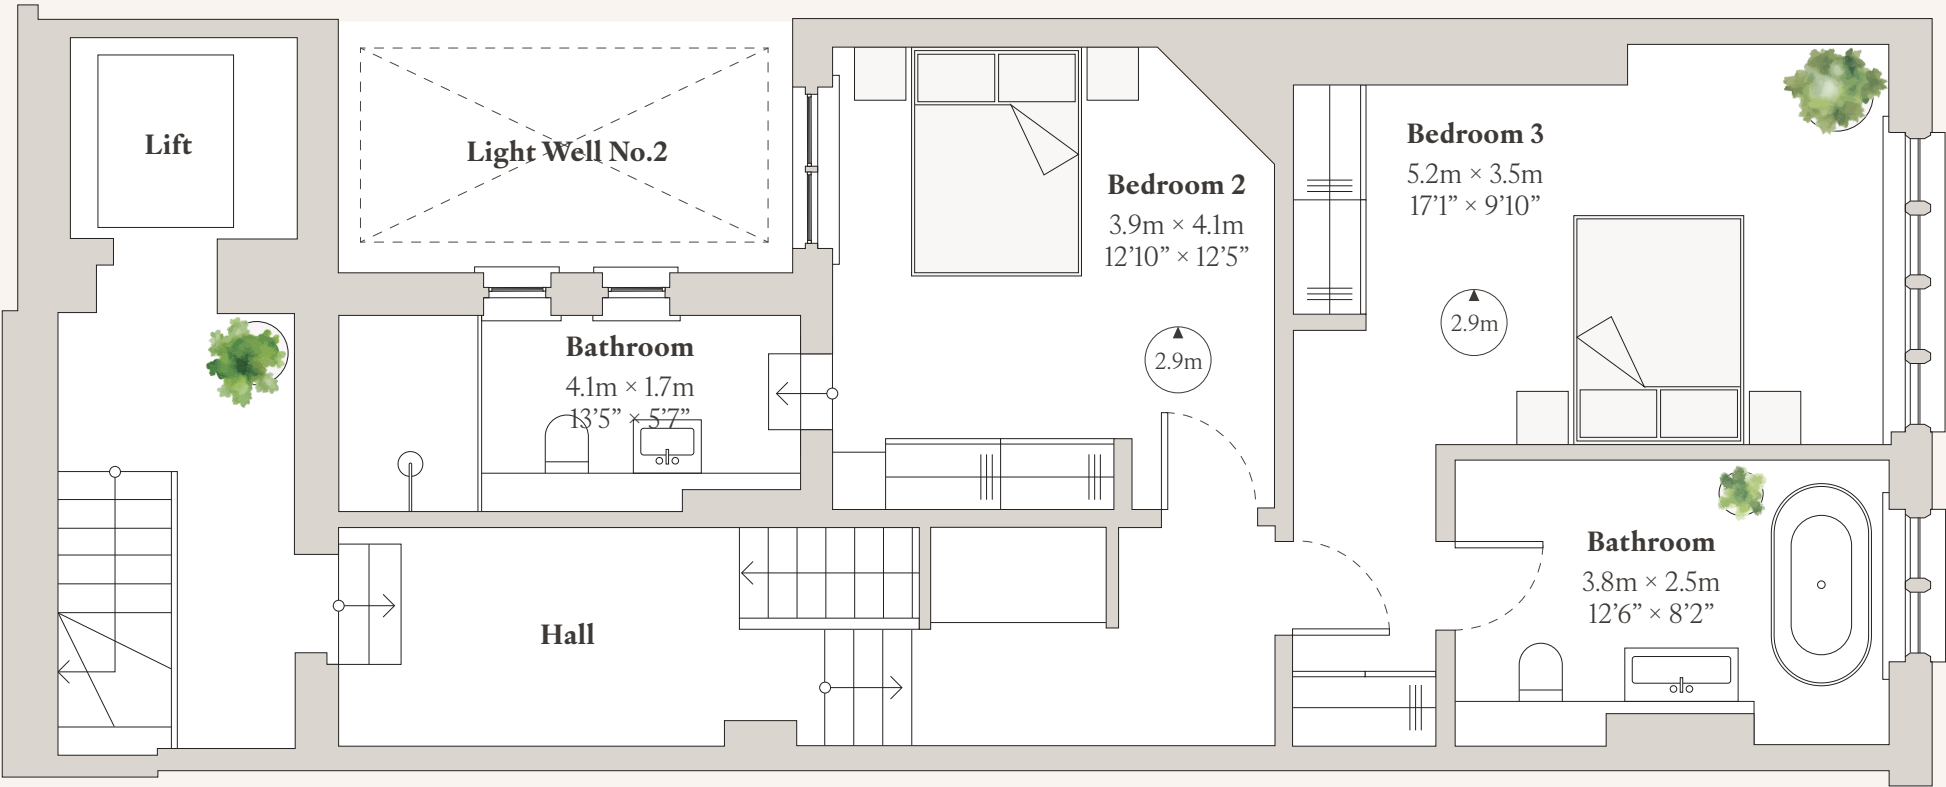 Lift
Light Well No.2
Bedroom 2
3.9m × 4.1m
12’10” × 12’5”
2.9m
Bedroom 3
5.2m × 3.5m
17’1” × 9’10”
2.9m
Bathroom
4.1m × 1.7m
13’5” × 5’7”
Hall
Bathroom
3.8m × 2.5m
12’6” × 8’2”